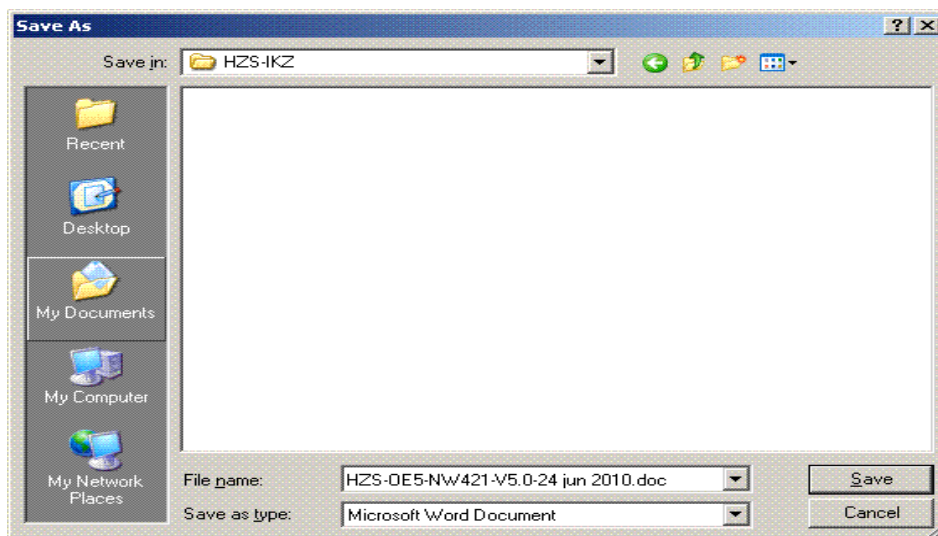 Save As
Save in: HZS-IKZ
Recent
Desktop
My Documents
My Computer
My Network
Places
File name: HZS-OE5-NW421-V5.0-24 jun 2010.doc Save
Save as type: Microsoft Word Document Cancel